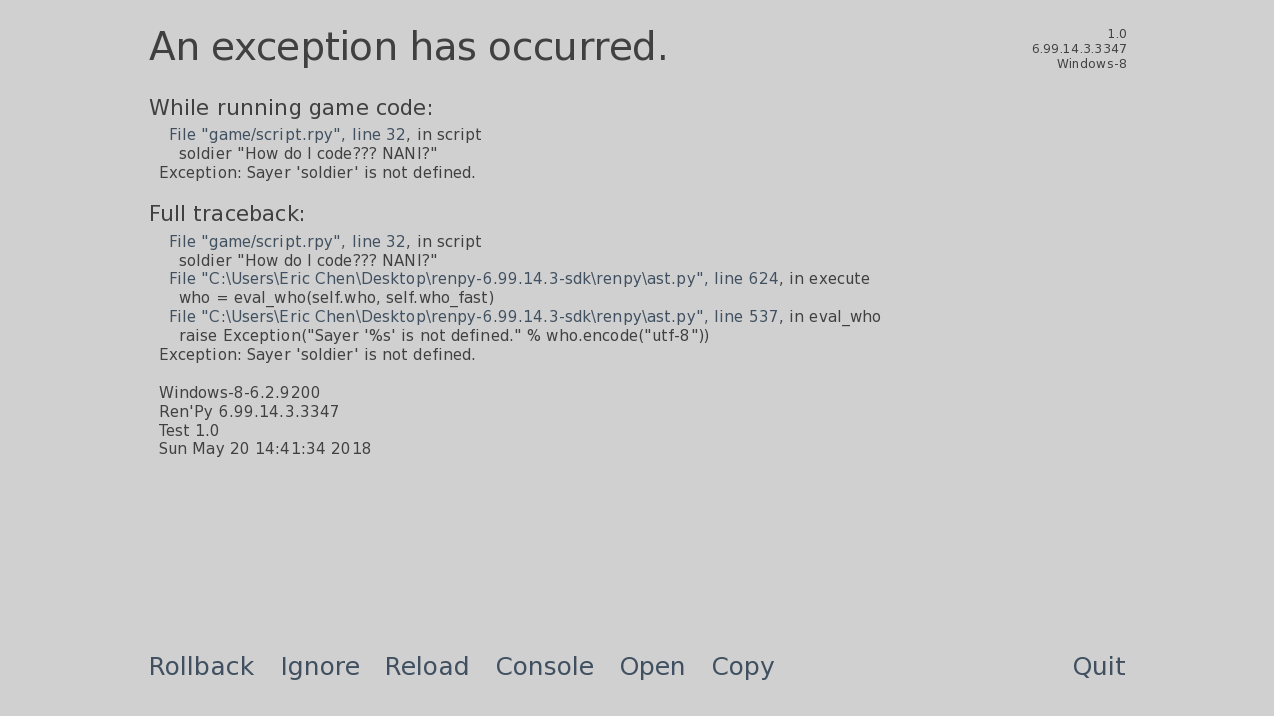 An exception has occurred.
1.0
6.99.14.3.3347
Windows-8
While running game code:
File "game/script.rpy", line 32, in script
soldier "How do I code??? NANI?"
Exception: Sayer 'soldier' is not defined.
Full traceback:
File "game/script.rpy", line 32, in script
soldier "How do I code??? NANI?"
File "C:\Users\Eric Chen\Desktop\renpy-6.99.14.3-sdk\renpy\ast.py", line 624, in execute
who = eval_who(self.who, self.who_fast)
File "C:\Users\Eric Chen\Desktop\renpy-6.99.14.3-sdk\renpy\ast.py", line 537, in eval_who
raise Exception("Sayer '%s' is not defined." % who.encode("utf-8"))
Exception: Sayer 'soldier' is not defined.
Windows-8-6.2.9200
Ren'Py 6.99.14.3.3347
Test 1.0
Sun May 20 14:41:34 2018
Rollback Ignore Reload Console Open Copy Quit